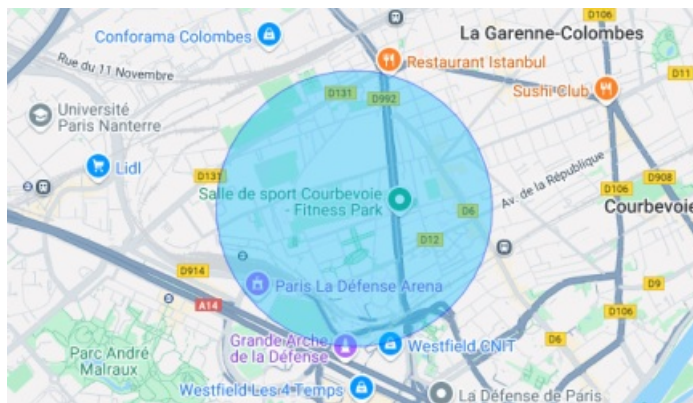 D106
La Garenne-Colombes
Conforama Colombes
Restaurant Istanbul
Rue du 11 Novembre
D11
D131
D992
Sushi Club
Université
Paris Nanterre
Lidl
Av. de la République
D131
D908
D106
Salle de sport Courbevoie
- Fitness Park
D6
Courbevoie
D12
D914
Paris La Défense Arena
D9
A14
D6
Grande Arche
de la Défense
Westfield CNIT
Parc André
Malraux
Westfield Les 4 Temps
La Défense de Paris